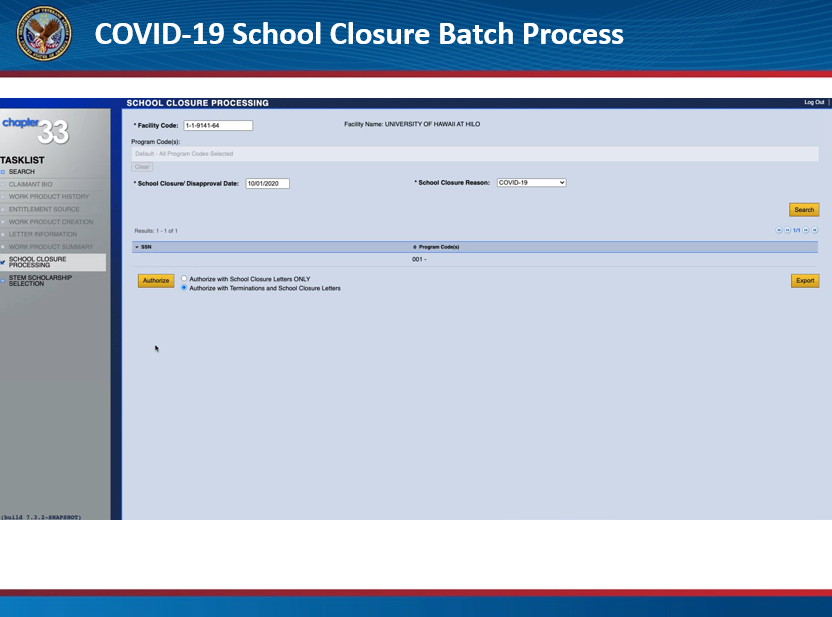 COVID-19 School Closure Batch Process
SCHOOL CLOSURE PROCESSING
Log Out |
chapter 33
* Facility Code: 1-1-9141-64
Facility Name: UNIVERSITY OF HAWAII AT HILO
Program Code(s):
Default - All Program Codes Selected
Clear
* School Closure/ Disapproval Date: 10/01/2020
* School Closure Reason: COVID-19
Search
Results: 1 - 1 of 1
1/1
SSN
Program Code(s)
001 -
Authorize
Authorize with School Closure Letters ONLY
Authorize with Terminations and School Closure Letters
Export
TASKLIST
SEARCH
CLAIMANT BIO
WORK PRODUCT HISTORY
ENTITLEMENT SOURCE
WORK PRODUCT CREATION
LETTER INFORMATION
WORK PRODUCT SUMMARY
SCHOOL CLOSURE
PROCESSING
STEM SCHOLARSHIP
SELECTION
(build 7.3.2-SNAPSHOT)